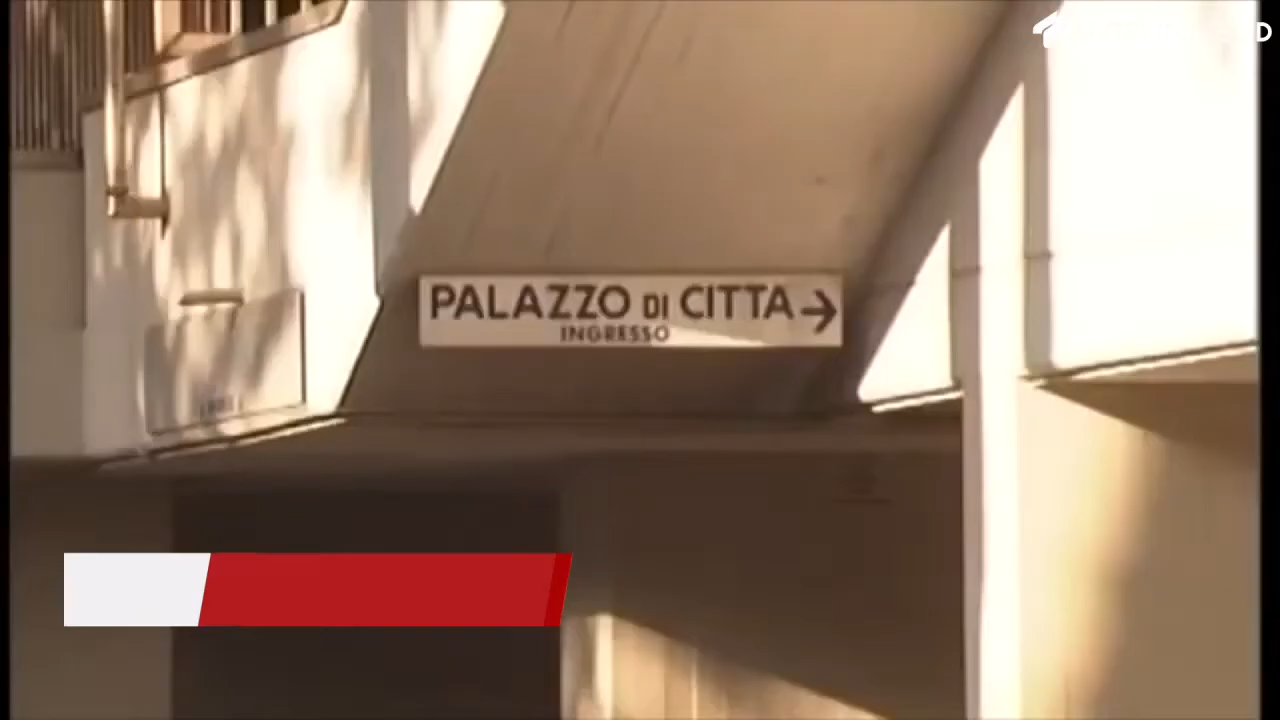 PALAZZO DI CITTA →
INGRESSO